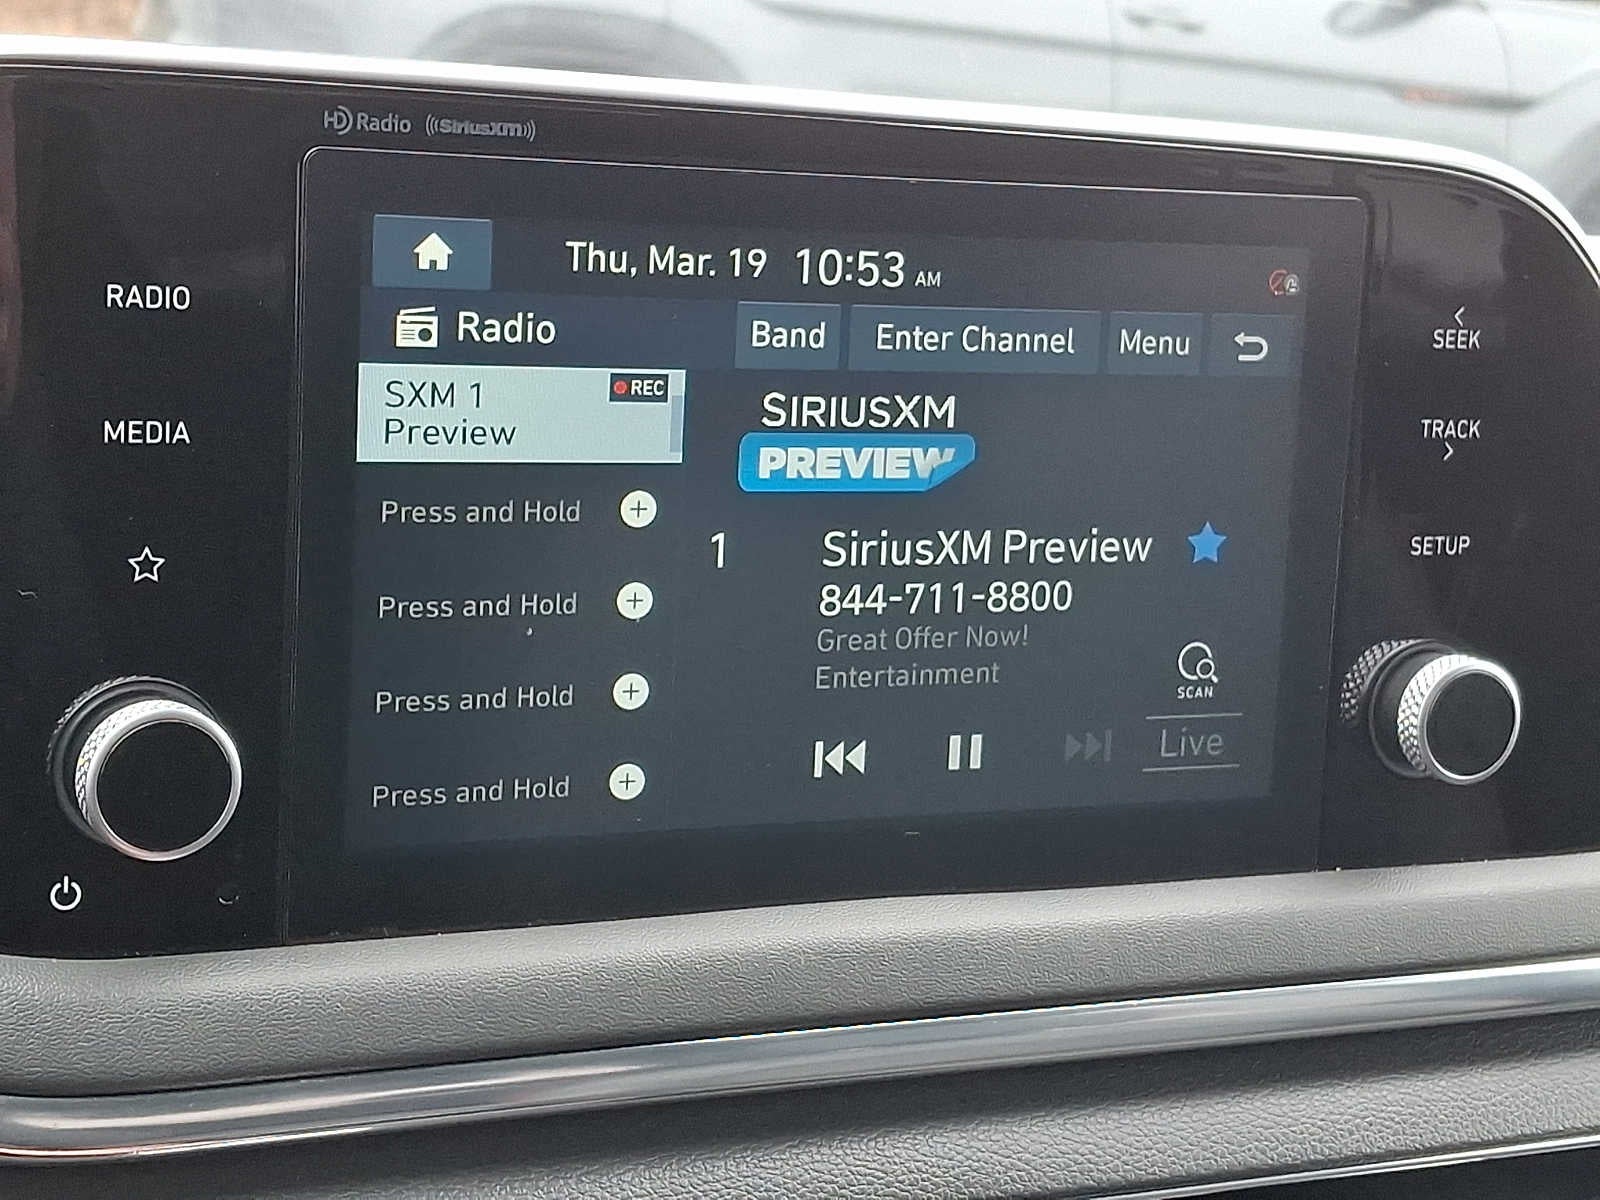 HD Radio ((SiriusXM))
Thu, Mar. 19 10:53 AM
RADIO
MEDIA
Radio
Band
Enter Channel
Menu
SXM 1
REC
Preview
Press and Hold
Press and Hold
Press and Hold
Press and Hold
SIRIUSXM
PREVIEW
1
SiriusXM Preview
844-711-8800
Great Offer Now!
Entertainment
SCAN
Live
< SEEK
TRACK >
SETUP